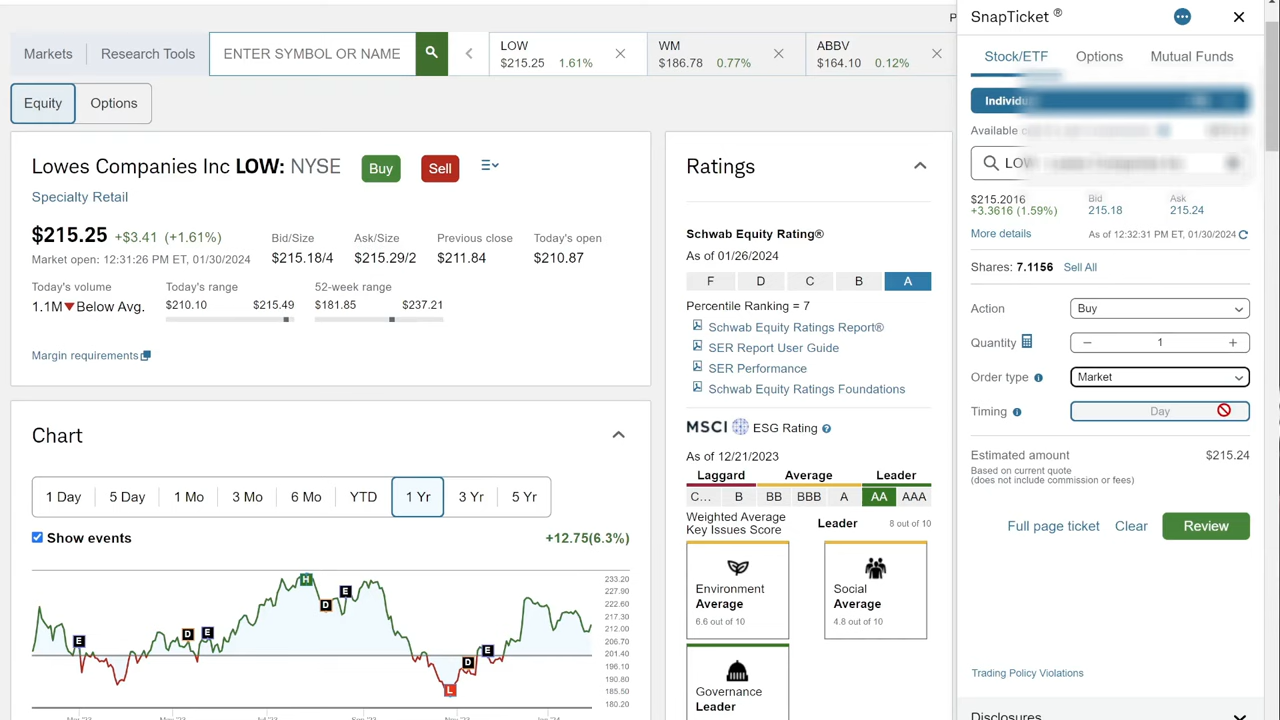 Markets
Research Tools
ENTER SYMBOL OR NAME
LOW
$215.25 1.61%
WM
$186.78 0.77%
ABBV
$164.10 0.12%
Equity
Options
Lowes Companies Inc LOW: NYSE
Buy
Sell
Specialty Retail
$215.25 +$3.41 (+1.61%)
Market open: 12:31:26 PM ET, 01/30/2024
Bid/Size
$215.18/4
Ask/Size
$215.29/2
Previous close
$211.84
Today's open
$210.87
Today's volume
1.1M Below Avg.
Today's range
$210.10 $215.49
52-week range
$181.85 $237.21
Margin requirements
Chart
1 Day 5 Day 1 Mo 3 Mo 6 Mo YTD 1 Yr 3 Yr 5 Yr
Show events
+12.75(6.3%)
H
D
E
E
D
E
D
E
L
233.20
227.90
222.60
217.30
212.00
206.70
201.40
196.10
190.80
185.50
180.20
Ratings
Schwab Equity Rating®
As of 01/26/2024
F D C B A
Percentile Ranking = 7
Schwab Equity Ratings Report®
SER Report User Guide
SER Performance
Schwab Equity Ratings Foundations
MSCI ESG Rating
As of 12/21/2023
Laggard Average Leader
C... B BB BBB A AA AAA
Weighted Average
Key Issues Score
Leader
8 out of 10
Environment
Average
6.6 out of 10
Social
Average
4.8 out of 10
Governance
Leader
SnapTicket ®
Stock/ETF Options Mutual Funds
Available
LOW
$215.2016
+3.3616 (1.59%)
Bid
215.18
Ask
215.24
More details
As of 12:32:31 PM ET, 01/30/2024
Shares: 7.1156 Sell All
Action
Buy
Quantity
− 1 +
Order type
Market
Timing
Day
Estimated amount
$215.24
Based on current quote
(does not include commission or fees)
Full page ticket
Clear
Review
Trading Policy Violations
Disclosures